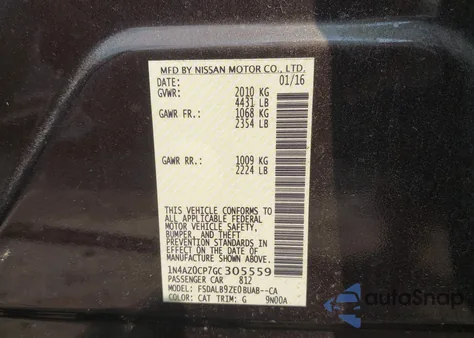 MFD BY NISSAN MOTOR CO., LTD.
DATE: 01/16
GVWR: 2010 KG
4431 LB
GAWR FR.: 1068 KG
2354 LB
GAWR RR.: 1009 KG
2224 LB
THIS VEHICLE CONFORMS TO
ALL APPLICABLE FEDERAL
MOTOR VEHICLE SAFETY,
BUMPER, AND THEFT
PREVENTION STANDARDS IN
EFFECT ON THE DATE OF
MANUFACTURE SHOWN ABOVE.
1N4AZ0CP7GC305559
PASSENGER CAR 812
MODEL: FSDALB9ZE0BUAB--CA
COLOR: CAT TRIM: G 9N00A
autoSnap